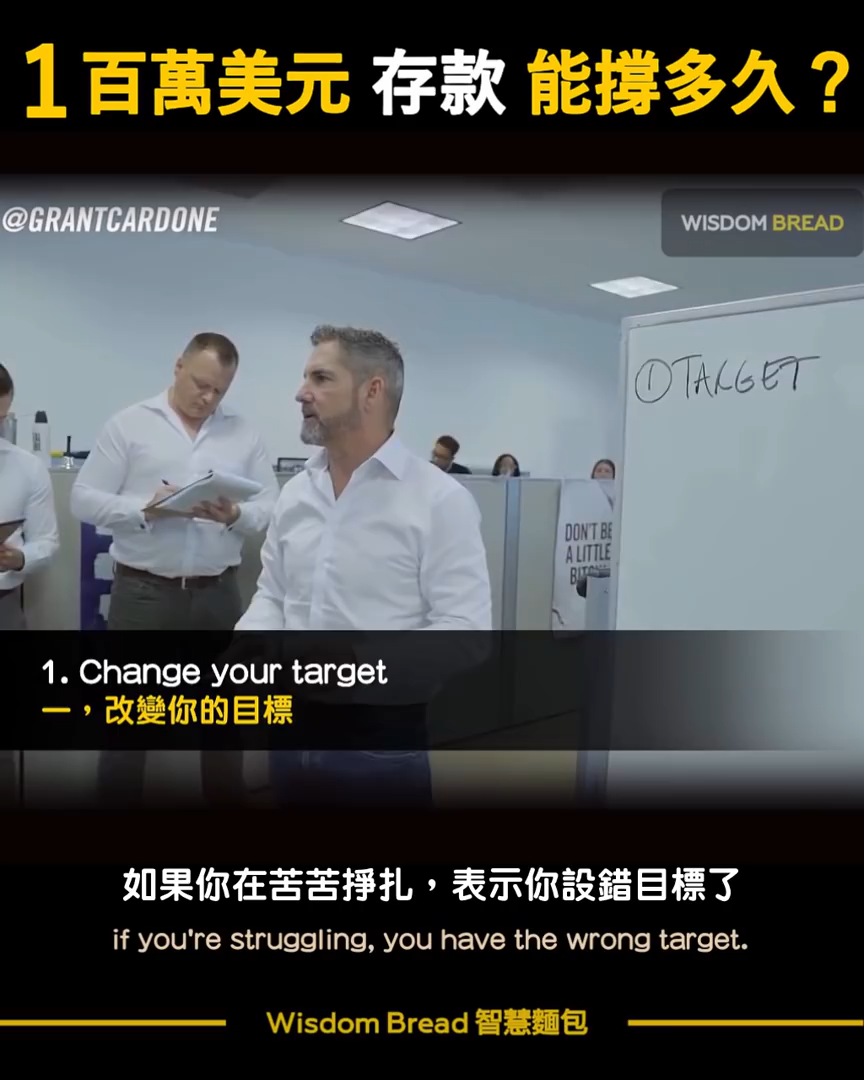 1百萬美元 存款 能撐多久？
@GRANTCARDONE
WISDOM BREAD
① TARGET
DON'T BE
A LITTLE
1. Change your target
一，改變你的目標
如果你在苦苦掙扎，表示你設錯目標了
if you're struggling, you have the wrong target.
Wisdom Bread 智慧麵包